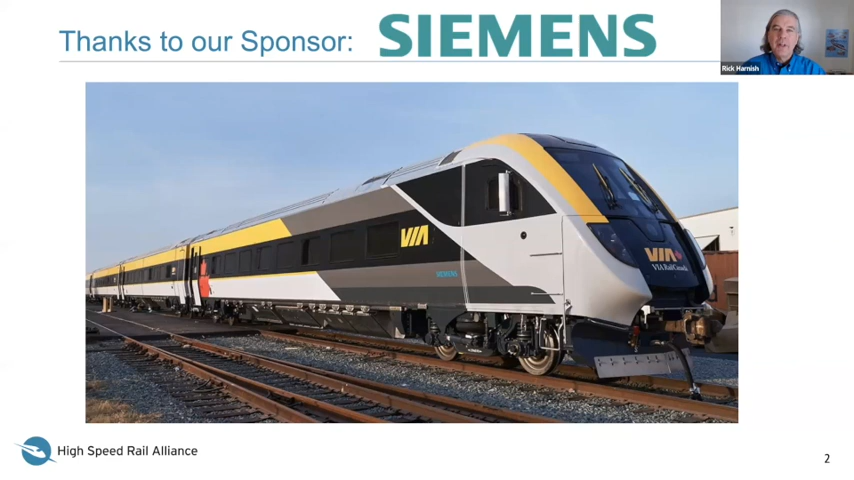 Thanks to our Sponsor:
SIEMENS
Rick Harnish
VIA
SIEMENS
VIA
VIA Rail Canada
High Speed Rail Alliance
2